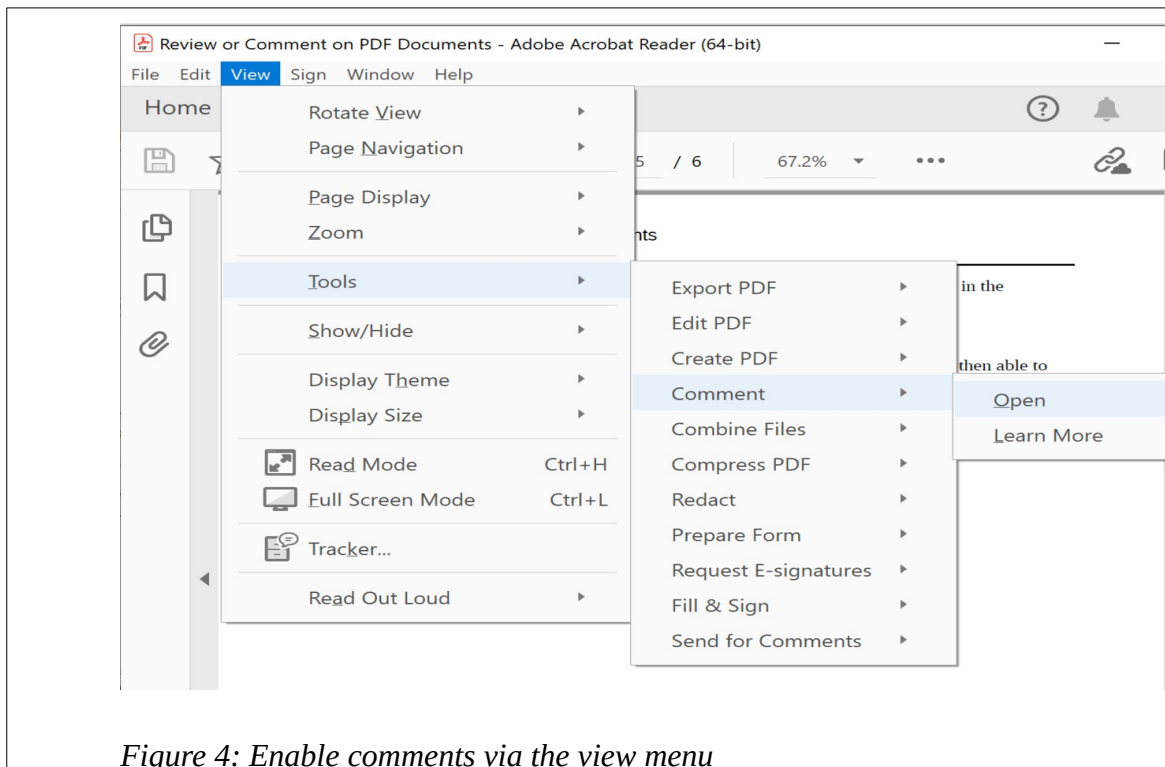 Review or Comment on PDF Documents - Adobe Acrobat Reader (64-bit)
File Edit View Sign Window Help
Home
5 / 6 67.2%
Rotate View
Page Navigation
Page Display
Zoom
nts
Tools
Show/Hide
Display Theme
Display Size
Read Mode Ctrl+H
Full Screen Mode Ctrl+L
Tracker...
Read Out Loud
Export PDF
in the
Edit PDF
Create PDF
then able to
Comment
Combine Files
Compress PDF
Redact
Prepare Form
Request E-signatures
Fill & Sign
Send for Comments
Open
Learn More
Figure 4: Enable comments via the view menu